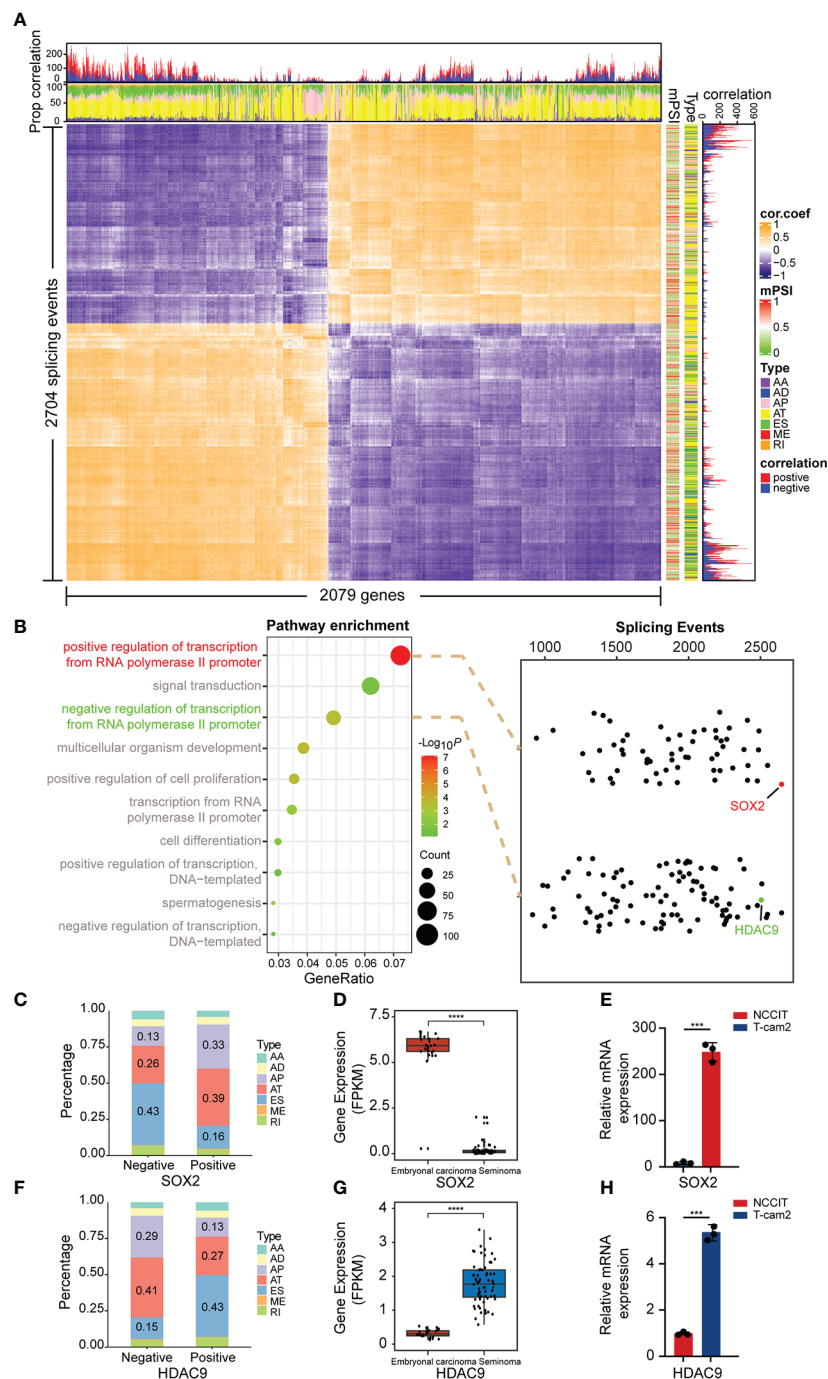 A
Prop correlation
200
100
0
100
50
0
2704 splicing events
2079 genes
mPSI
Type
correlation
0
200
400
600
cor.coef
1
0.5
0
−0.5
−1
mPSI
1
0.5
0
Type
AA
AD
AP
AT
ES
ME
RI
correlation
postive
negtive
B
Pathway enrichment
positive regulation of transcription
from RNA polymerase II promoter
signal transduction
negative regulation of transcription
from RNA polymerase II promoter
multicellular organism development
positive regulation of cell proliferation
transcription from RNA
polymerase II promoter
cell differentiation
positive regulation of transcription,
DNA−templated
spermatogenesis
negative regulation of transcription,
DNA−templated
0.03 0.04 0.05 0.06 0.07
GeneRatio
-Log10P
7
6
5
4
3
2
Count
25
50
75
100
Splicing Events
1000 1500 2000 2500
SOX2
HDAC9
C
Percentage
1.00
0.75
0.50
0.25
0.00
0.13
0.26
0.43
0.33
0.39
0.16
Negative Positive
SOX2
Type
AA
AD
AP
AT
ES
ME
RI
D
Gene Expression
(FPKM)
7.5
5.0
2.5
0.0
****
Embryonal carcinoma Seminoma
SOX2
E
NCCIT
T-cam2
Relative mRNA
expression
300
200
100
0
***
SOX2
F
Percentage
1.00
0.75
0.50
0.25
0.00
0.29
0.41
0.15
0.13
0.27
0.43
Negative Positive
HDAC9
Type
AA
AD
AP
AT
ES
ME
RI
G
Gene Expression
(FPKM)
4
3
2
1
0
****
Embryonal carcinoma Seminoma
HDAC9
H
NCCIT
T-cam2
Relative mRNA
expression
6
4
2
0
***
HDAC9